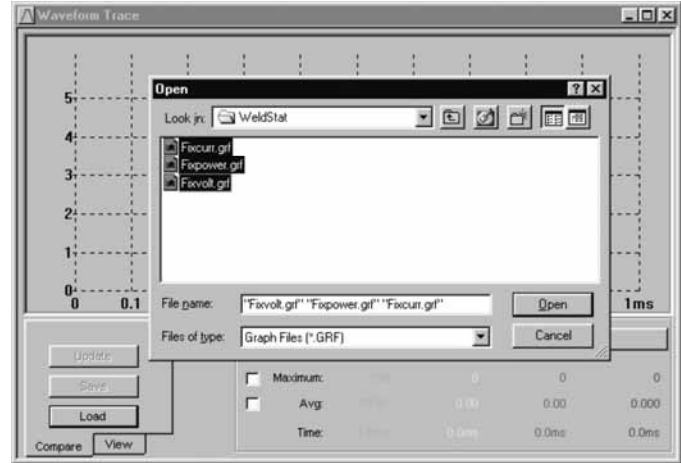 Waveform Trace
Open
Look in: WeldStat
Fixcurr.grf
Fixpower.grf
Fixvolt.grf
File name: "Fixvolt.grf" "Fixpower.grf" "Fixcurr.grf"
Open
Files of type: Graph Files (*.GRF)
Cancel
5
4
3
2
1
0
0 0.1 1ms
Update
Save
Load
Compare View
Maximum: 0 0 0
Avg: 0.00 0.00 0.000
Time: 0.0ms 0.0ms 0.0ms